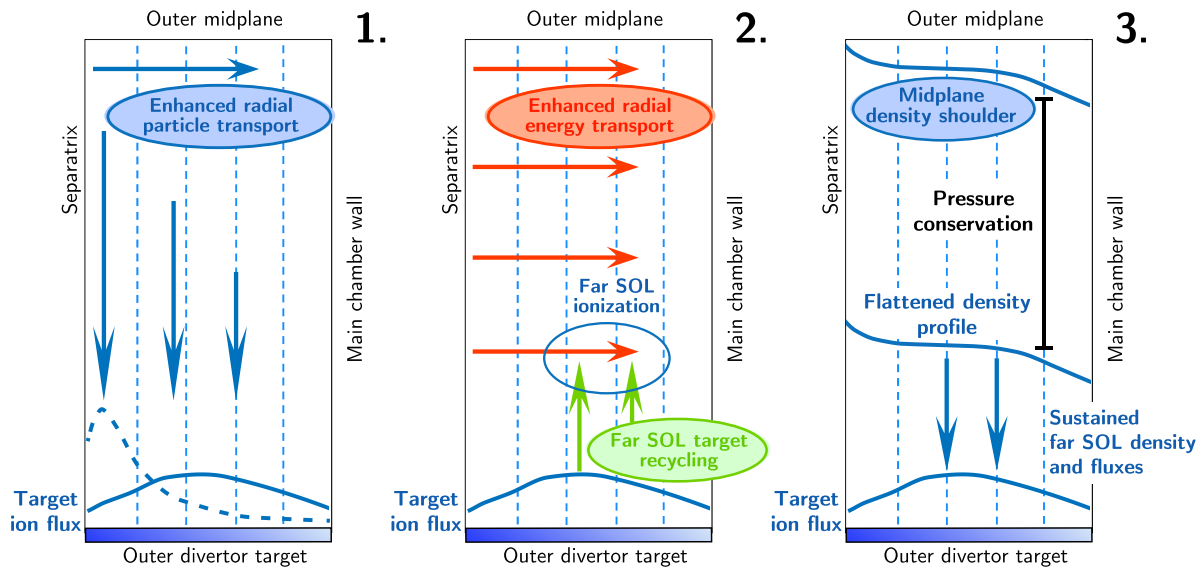 Outer midplane
1.
Enhanced radial
particle transport
Separatrix
Main chamber wall
Target
ion flux
Outer divertor target
Outer midplane
2.
Enhanced radial
energy transport
Separatrix
Main chamber wall
Far SOL
ionization
Far SOL target
recycling
Target
ion flux
Outer divertor target
Outer midplane
3.
Midplane
density shoulder
Separatrix
Pressure
conservation
Main chamber wall
Flattened density
profile
Sustained
far SOL density
and fluxes
Target
ion flux
Outer divertor target